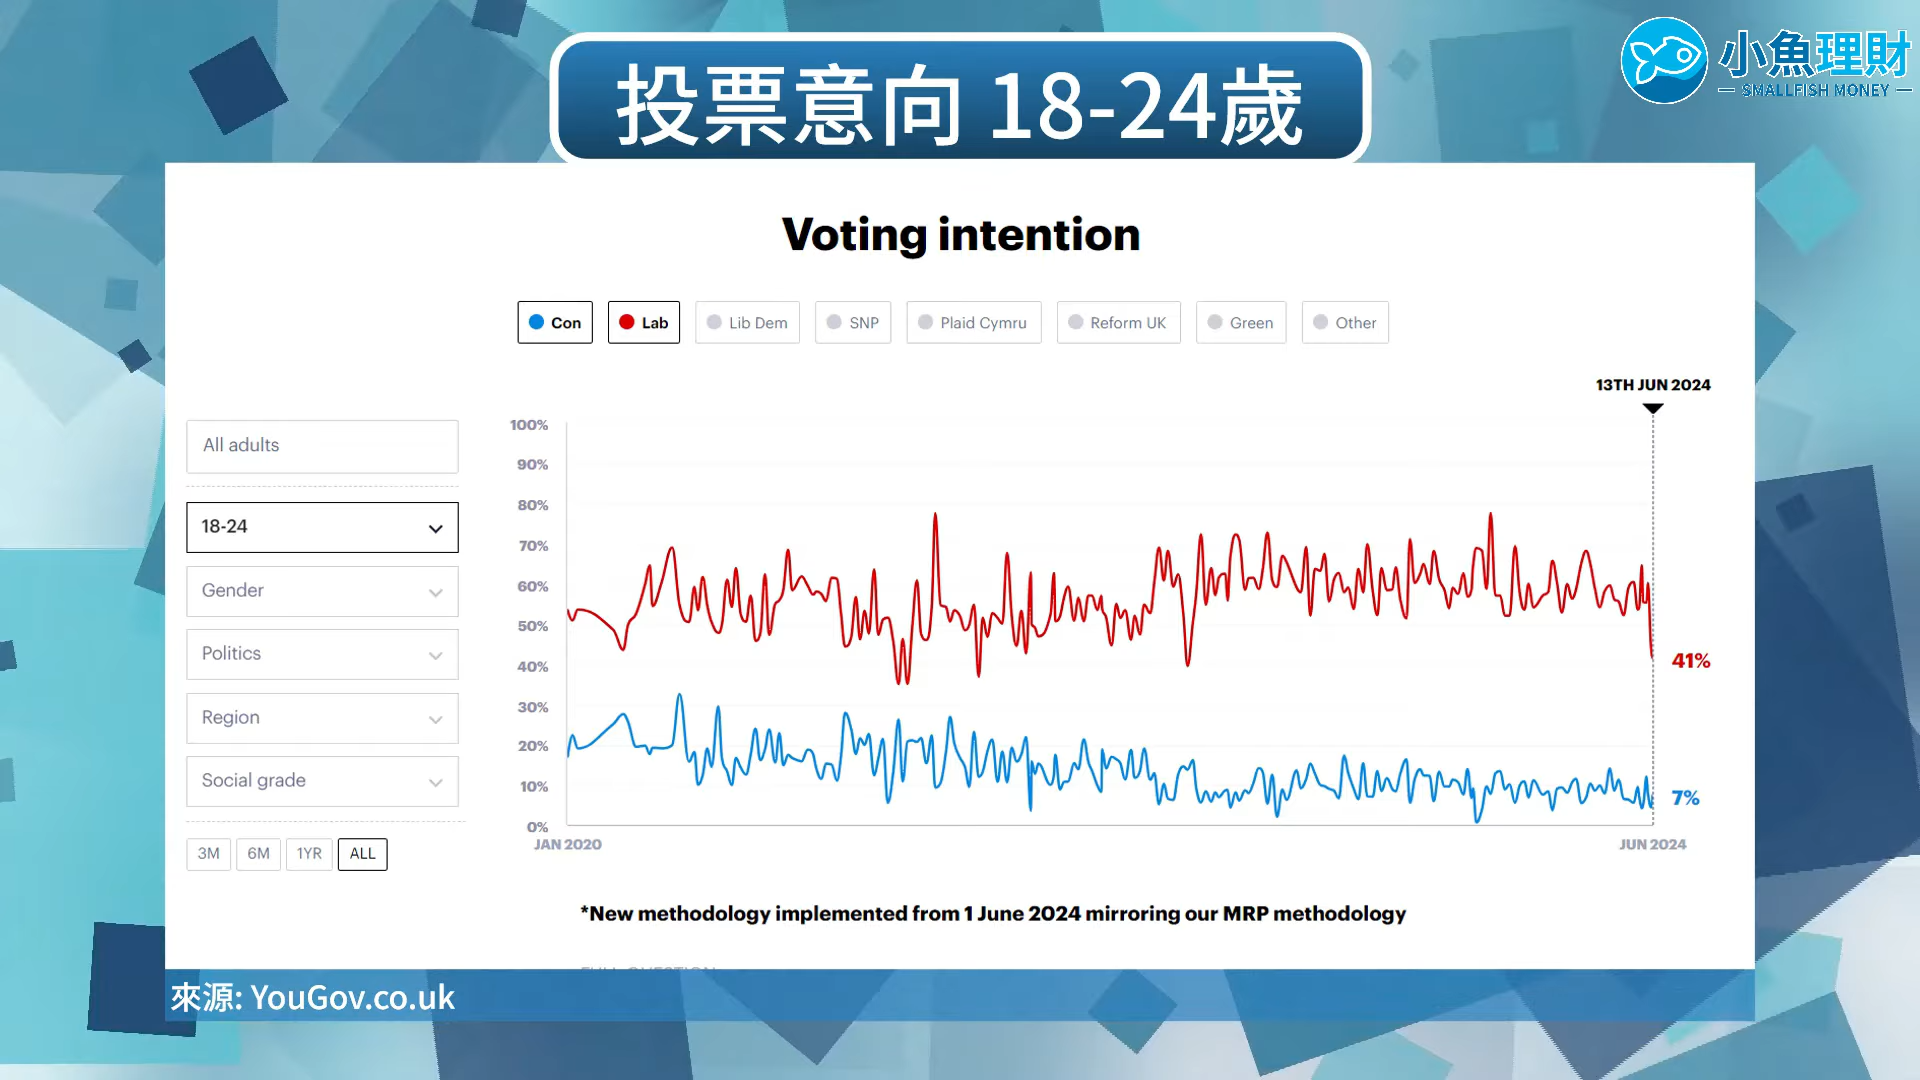 投票意向 18-24歲
小魚理財
SMALLFISH MONEY
Voting intention
Con
Lab
Lib Dem
SNP
Plaid Cymru
Reform UK
Green
Other
13TH JUN 2024
All adults
18-24
Gender
Politics
Region
Social grade
3M
6M
1YR
ALL
100%
90%
80%
70%
60%
50%
40%
30%
20%
10%
0%
41%
7%
JAN 2020
JUN 2024
*New methodology implemented from 1 June 2024 mirroring our MRP methodology
來源: YouGov.co.uk